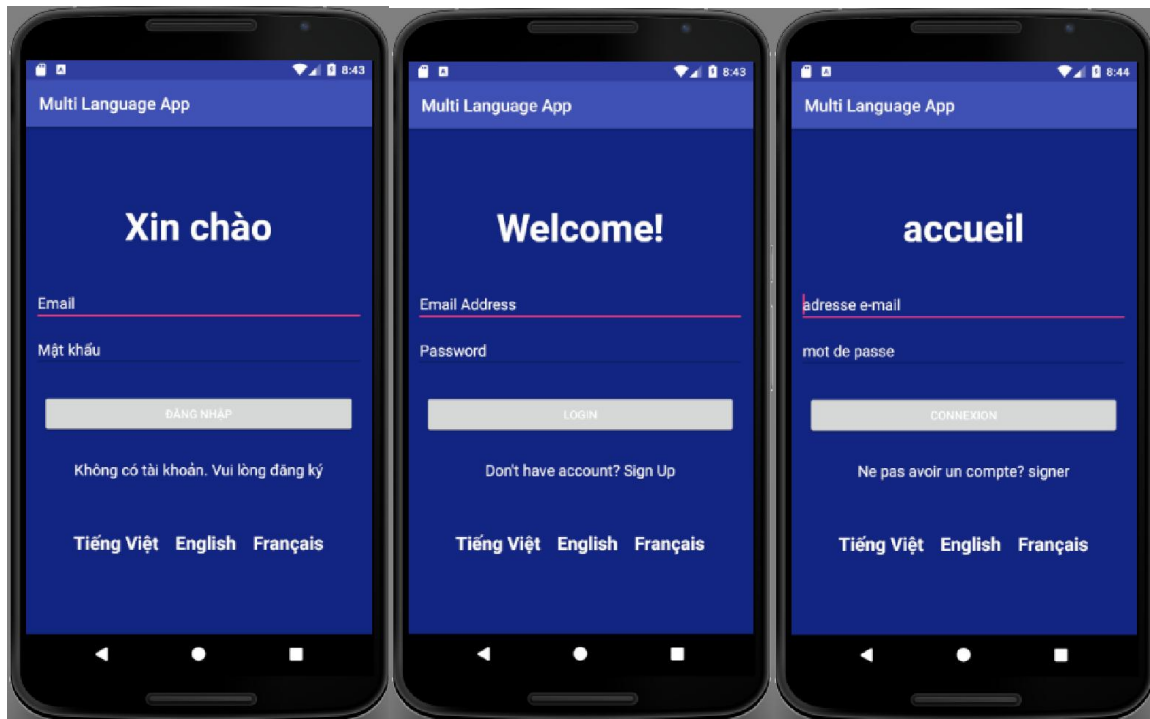 8:43
Multi Language App
Xin chào
Email
Mật khẩu
ĐĂNG NHẬP
Không có tài khoản. Vui lòng đăng ký
Tiếng Việt English Français
8:43
Multi Language App
Welcome!
Email Address
Password
LOGIN
Don't have account? Sign Up
Tiếng Việt English Français
8:44
Multi Language App
accueil
adresse e-mail
mot de passe
CONNEXION
Ne pas avoir un compte? signer
Tiếng Việt English Français